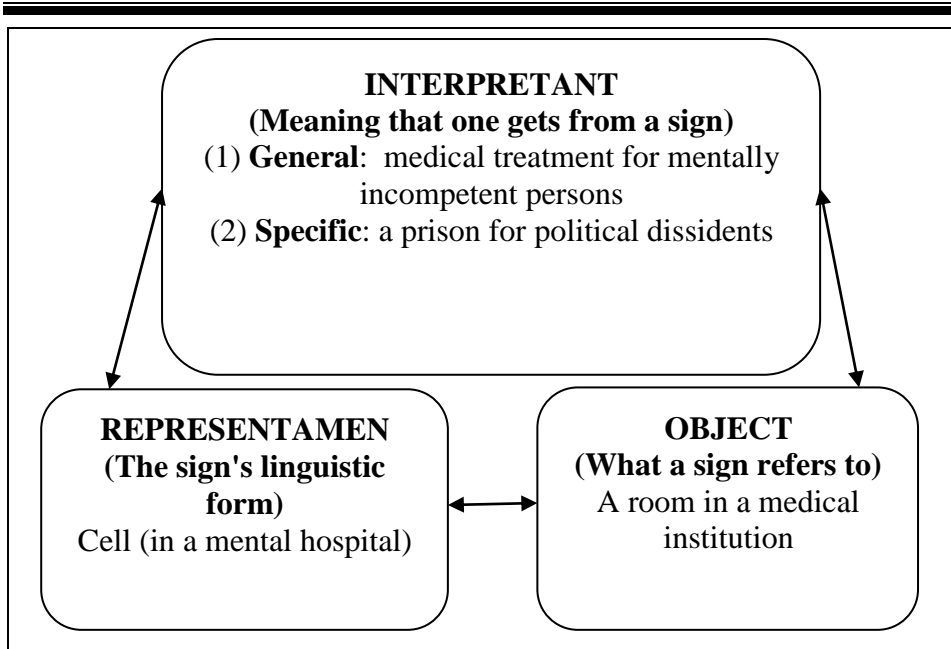 INTERPRETANT
(Meaning that one gets from a sign)
(1) General: medical treatment for mentally
incompetent persons
(2) Specific: a prison for political dissidents
REPRESENTAMEN
(The sign's linguistic
form)
Cell (in a mental hospital)
OBJECT
(What a sign refers to)
A room in a medical
institution